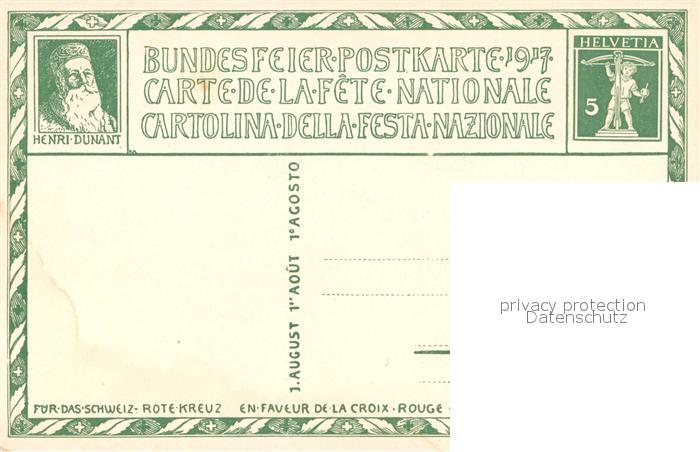 BUNDESFEIER·POSTKARTE·1917·
CARTE·DE·LA·FÊTE·NATIONALE
CARTOLINA·DELLA·FESTA·NAZIONALE
HENRI·DUNANT
HELVETIA
5
1.AUGUST 1ER AOÛT 1º AGOSTO
privacy protection
Datenschutz
FÜR·DAS·SCHWEIZ· ROTE·KREUZ EN·FAVEUR·DE·LA CROIX·ROUGE·